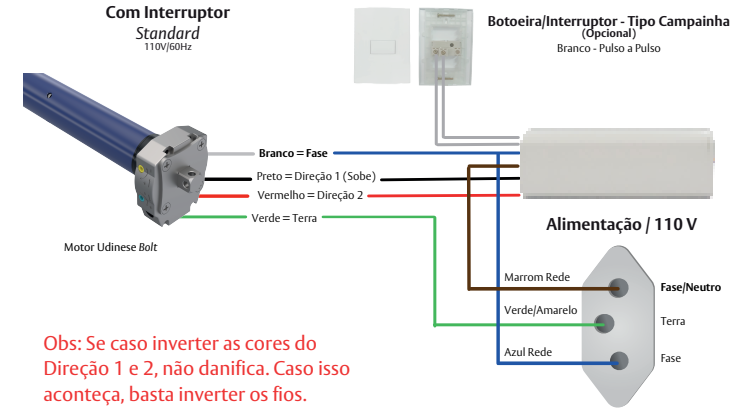 Com Interruptor
Standard
110V/60Hz
Botoeira/Interruptor - Tipo Campainha
(Opcional)
Branco - Pulso a Pulso
Branco = Fase
Preto = Direção 1 (Sobe)
Vermelho = Direção 2
Verde = Terra
Motor Udinese Bolt
Alimentação / 110 V
Marrom Rede
Fase/Neutro
Verde/Amarelo
Terra
Azul Rede
Fase
Obs: Se caso inverter as cores do
Direção 1 e 2, não danifica. Caso isso
aconteça, basta inverter os fios.